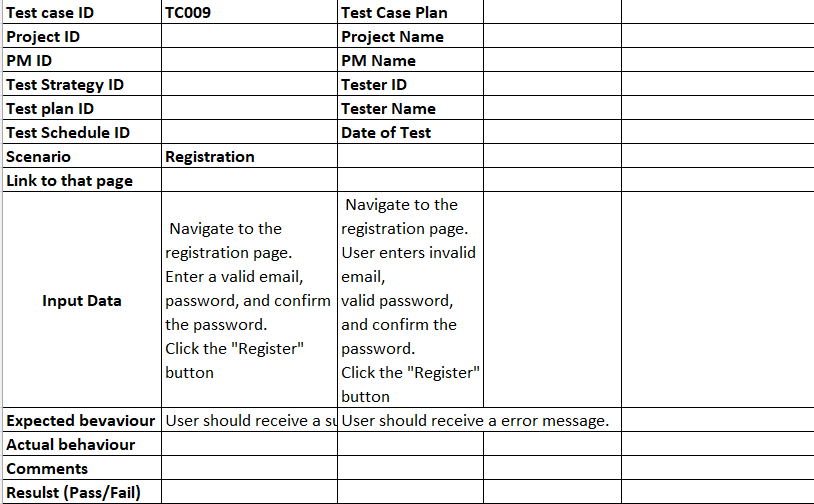 Test case ID TC009 Test Case Plan
Project ID Project Name
PM ID PM Name
Test Strategy ID Tester ID
Test plan ID Tester Name
Test Schedule ID Date of Test
Scenario Registration
Link to that page
Input Data
Navigate to the
registration page.
Enter a valid email,
password, and confirm
the password.
Click the "Register"
button
Navigate to the
registration page.
User enters invalid
email,
valid password,
and confirm the
password.
Click the "Register"
button
Expected bevaviour User should receive a User should receive a error message.
Actual behaviour
Comments
Resulst (Pass/Fail)